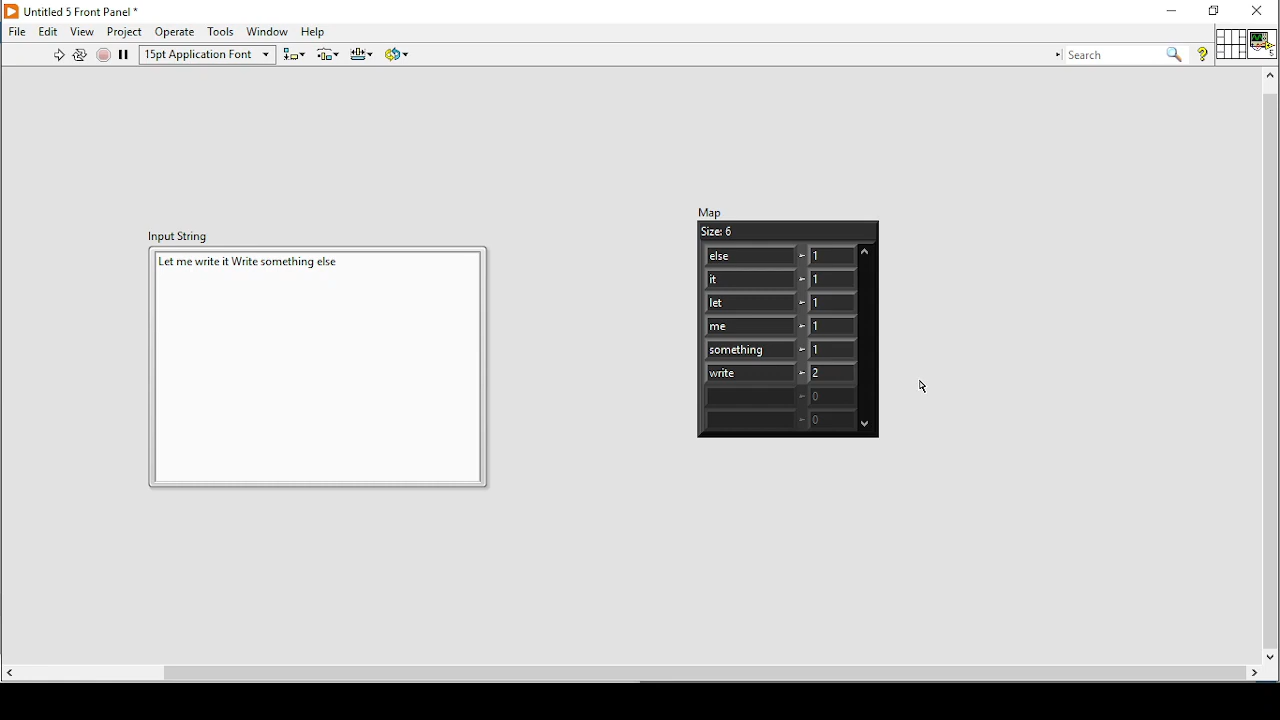 Untitled 5 Front Panel *
File Edit View Project Operate Tools Window Help
15pt Application Font Search ? 5
Map
Size: 6
Input String
Let me write it Write something else
else 1
it 1
let 1
me 1
something 1
write 2
0
0